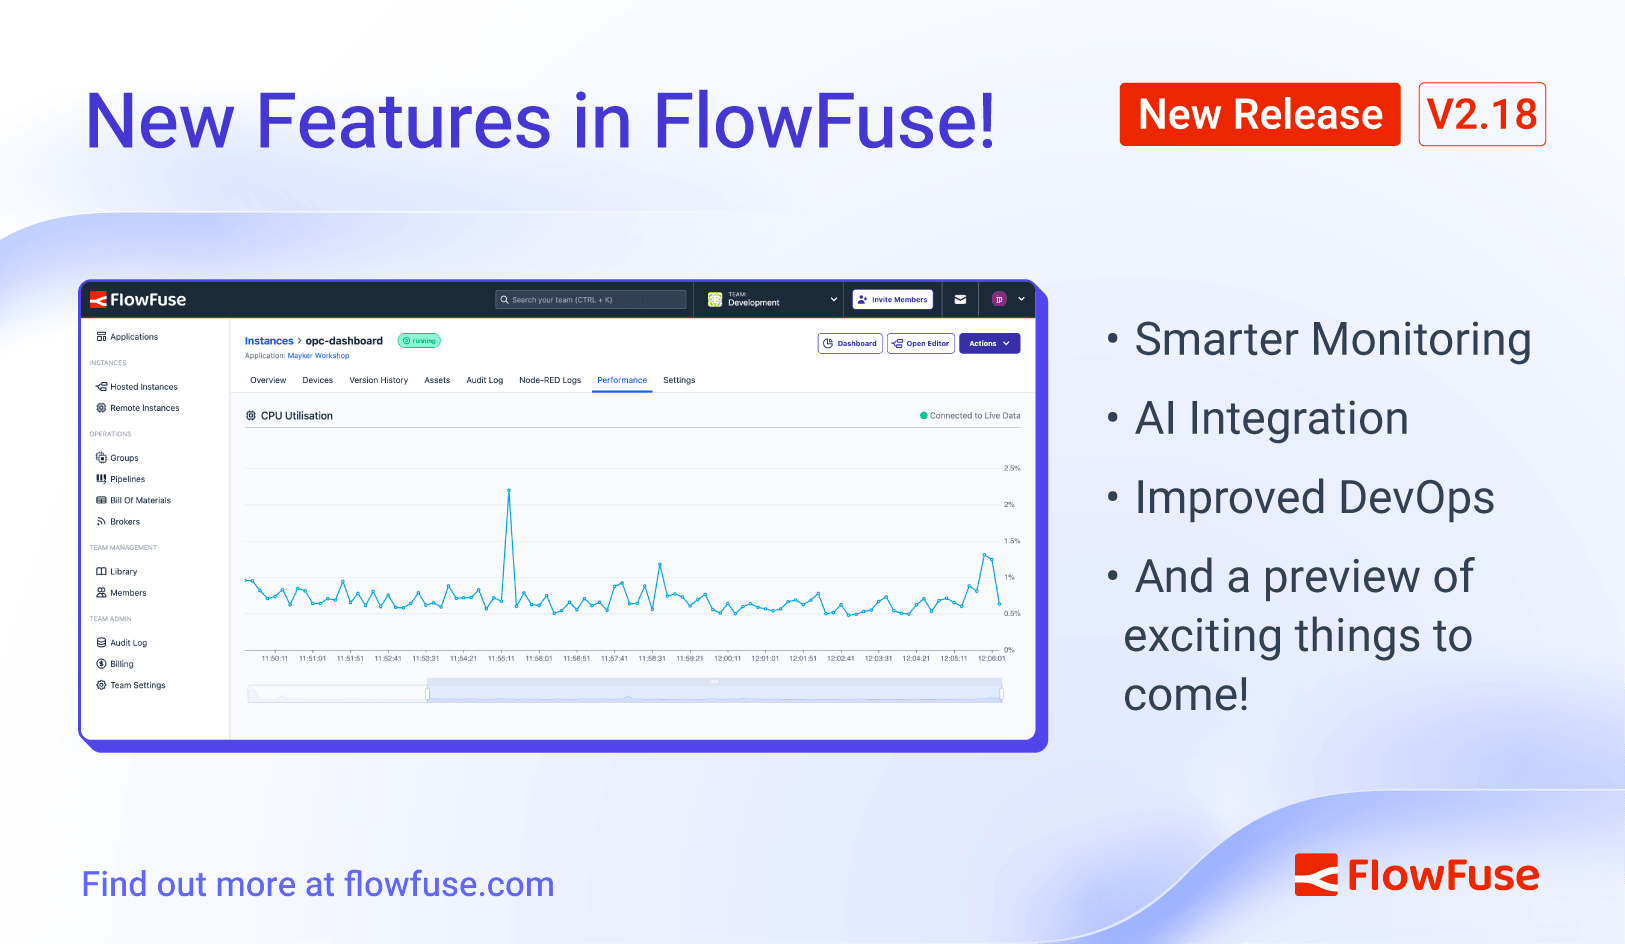 New Features in FlowFuse!
New Release
V2.18
FlowFuse
Search your team (CTRL + K)
TEAM:
Development
Invite Members
Applications
INSTANCES
Hosted Instances
Remote Instances
OPERATIONS
Groups
Pipelines
Bill Of Materials
Brokers
TEAM MANAGEMENT
Library
Members
TEAM ADMIN
Audit Log
Billing
Team Settings
Instances > opc-dashboard
running
Application: Mayker Workshop
Dashboard
Open Editor
Actions
Overview Devices Version History Assets Audit Log Node-RED Logs Performance Settings
CPU Utilisation
Connected to Live Data
2.5%
2%
1.5%
1%
0.5%
0%
11:50:11 11:51:01 11:51:51 11:52:41 11:53:31 11:54:21 11:55:11 11:56:01 11:56:51 11:57:41 11:58:31 11:59:21 12:00:11 12:01:01 12:01:51 12:02:41 12:03:31 12:04:21 12:05:11 12:06:01
• Smarter Monitoring
• AI Integration
• Improved DevOps
• And a preview of
exciting things to
come!
Find out more at flowfuse.com
FlowFuse